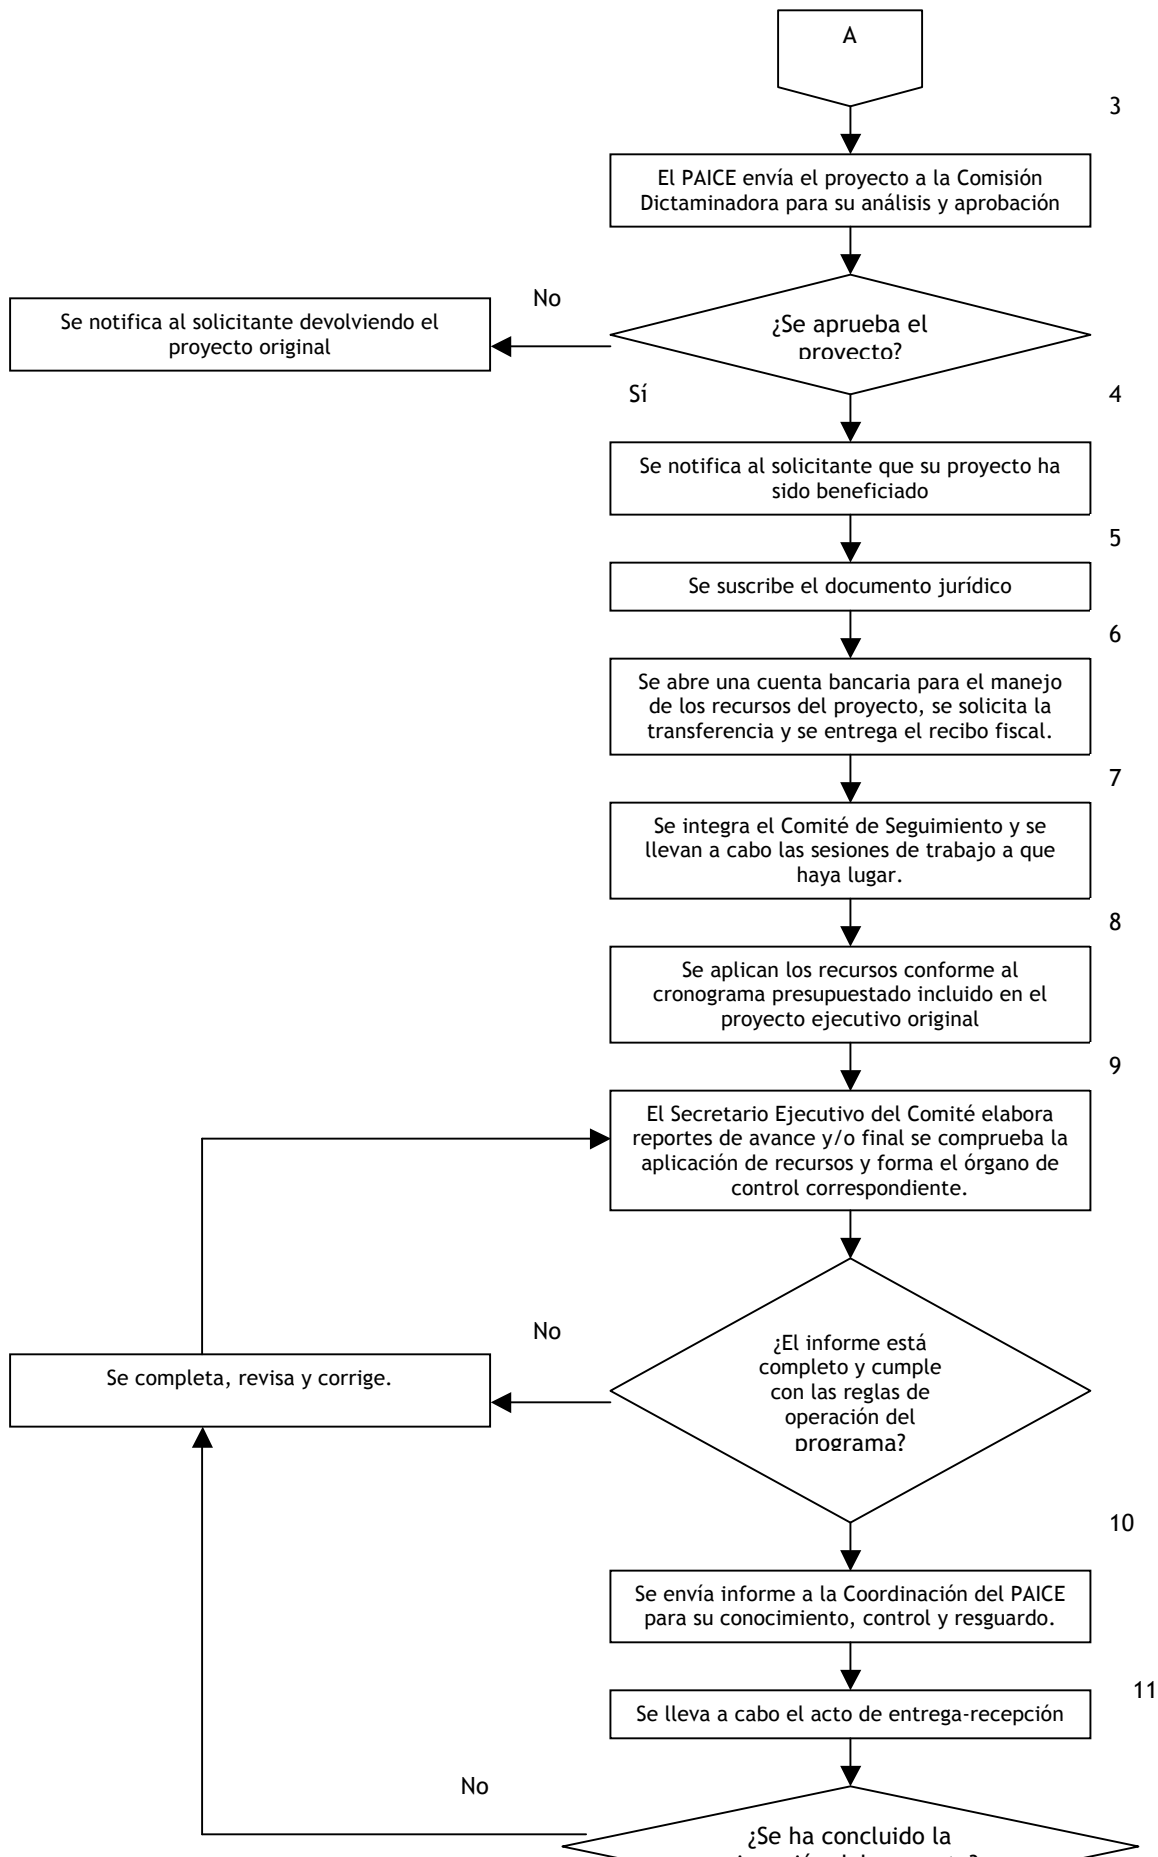 A
3
El PAICE envía el proyecto a la Comisión
Dictaminadora para su análisis y aprobación
No
Se notifica al solicitante devolviendo el
proyecto original
¿Se aprueba el
proyecto?
Sí
4
Se notifica al solicitante que su proyecto ha
sido beneficiado
5
Se suscribe el documento jurídico
6
Se abre una cuenta bancaria para el manejo
de los recursos del proyecto, se solicita la
transferencia y se entrega el recibo fiscal.
7
Se integra el Comité de Seguimiento y se
llevan a cabo las sesiones de trabajo a que
haya lugar.
8
Se aplican los recursos conforme al
cronograma presupuestado incluido en el
proyecto ejecutivo original
9
El Secretario Ejecutivo del Comité elabora
reportes de avance y/o final se comprueba la
aplicación de recursos y forma el órgano de
control correspondiente.
No
Se completa, revisa y corrige.
¿El informe está
completo y cumple
con las reglas de
operación del
programa?
10
Se envía informe a la Coordinación del PAICE
para su conocimiento, control y resguardo.
11
Se lleva a cabo el acto de entrega-recepción
No
¿Se ha concluido la